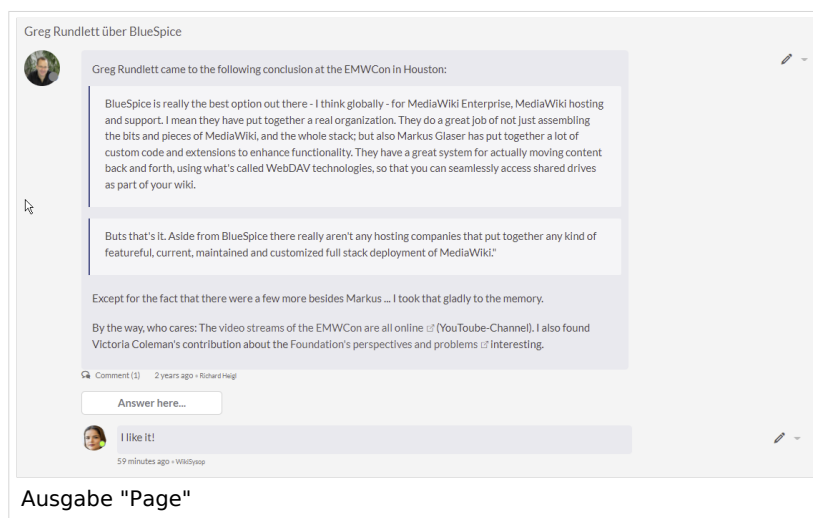 Greg Rundlett über BlueSpice
Greg Rundlett came to the following conclusion at the EMWCon in Houston:
BlueSpice is really the best option out there - I think globally - for MediaWiki Enterprise, MediaWiki hosting
and support. I mean they have put together a real organization. They do a great job of not just assembling
the bits and pieces of MediaWiki, and the whole stack; but also Markus Glaser has put together a lot of
custom code and extensions to enhance functionality. They have a great system for actually moving content
back and forth, using what's called WebDAV technologies, so that you can seamlessly access shared drives
as part of your wiki.
Buts that's it. Aside from BlueSpice there really aren't any hosting companies that put together any kind of
featureful, current, maintained and customized full stack deployment of MediaWiki."
Except for the fact that there were a few more besides Markus ... I took that gladly to the memory.
By the way, who cares: The video streams of the EMWCon are all online (YouToube-Channel). I also found
Victoria Coleman's contribution about the Foundation's perspectives and problems interesting.
Comment (1) 2 years ago • Richard Heigl
Answer here...
I like it!
59 minutes ago • WikiSysop
Ausgabe "Page"